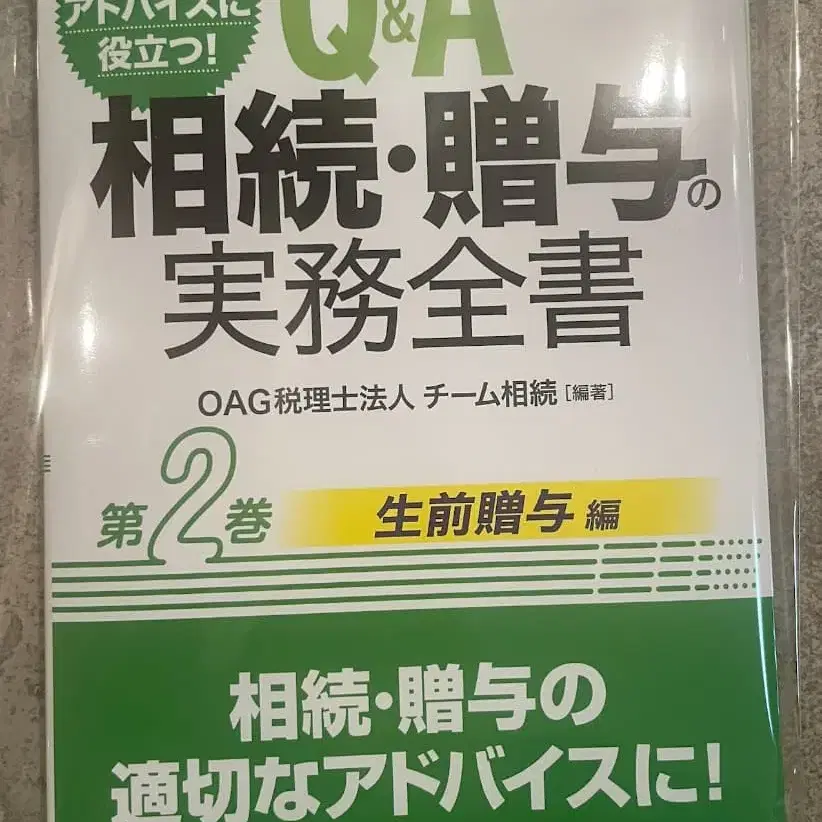 アドバイスに
役立つ!
Q&A
相続・贈与の
実務全書
OAG税理士法人 チーム相続[編著]
第2巻 生前贈与 編
相続・贈与の
適切なアドバイスに!